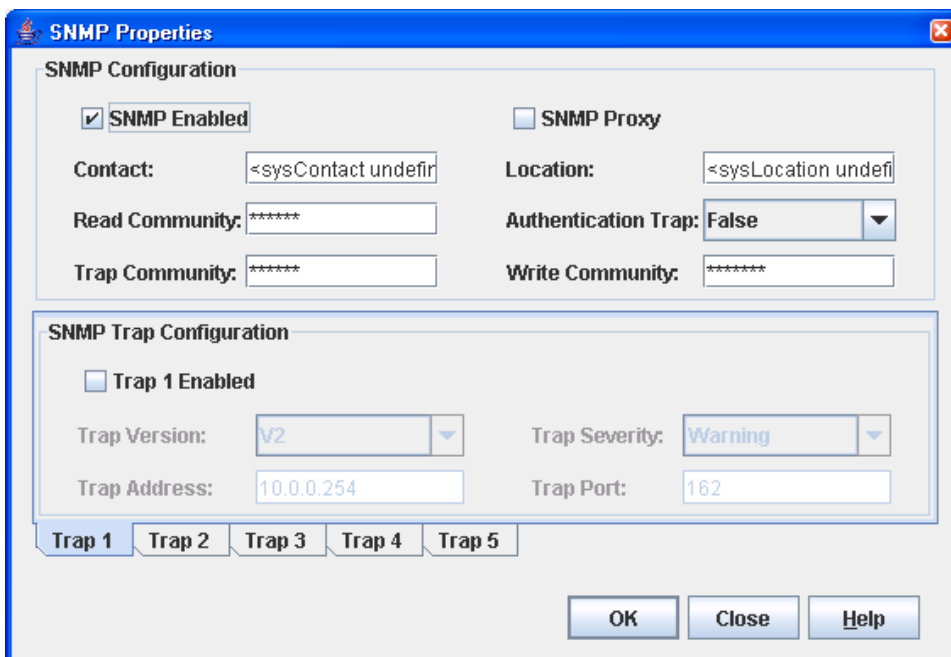 SNMP Properties
SNMP Configuration
SNMP Enabled
SNMP Proxy
Contact: <sysContact undefin
Location: <sysLocation undefi
Read Community: ******
Authentication Trap: False
Trap Community: ******
Write Community: *******
SNMP Trap Configuration
Trap 1 Enabled
Trap Version: V2
Trap Severity: Warning
Trap Address: 10.0.0.254
Trap Port: 162
Trap 1 Trap 2 Trap 3 Trap 4 Trap 5
OK Close Help